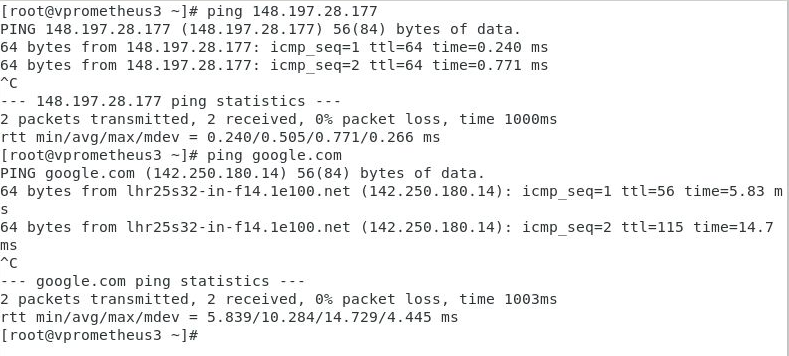 [root@vprometheus3 ~]# ping 148.197.28.177
PING 148.197.28.177 (148.197.28.177) 56(84) bytes of data.
64 bytes from 148.197.28.177: icmp_seq=1 ttl=64 time=0.240 ms
64 bytes from 148.197.28.177: icmp_seq=2 ttl=64 time=0.771 ms
^C
--- 148.197.28.177 ping statistics ---
2 packets transmitted, 2 received, 0% packet loss, time 1000ms
rtt min/avg/max/mdev = 0.240/0.505/0.771/0.266 ms
[root@vprometheus3 ~]# ping google.com
PING google.com (142.250.180.14) 56(84) bytes of data.
64 bytes from lhr25s32-in-f14.1e100.net (142.250.180.14): icmp_seq=1 ttl=56 time=5.83 m
s
64 bytes from lhr25s32-in-f14.1e100.net (142.250.180.14): icmp_seq=2 ttl=115 time=14.7
ms
^C
--- google.com ping statistics ---
2 packets transmitted, 2 received, 0% packet loss, time 1003ms
rtt min/avg/max/mdev = 5.839/10.284/14.729/4.445 ms
[root@vprometheus3 ~]#